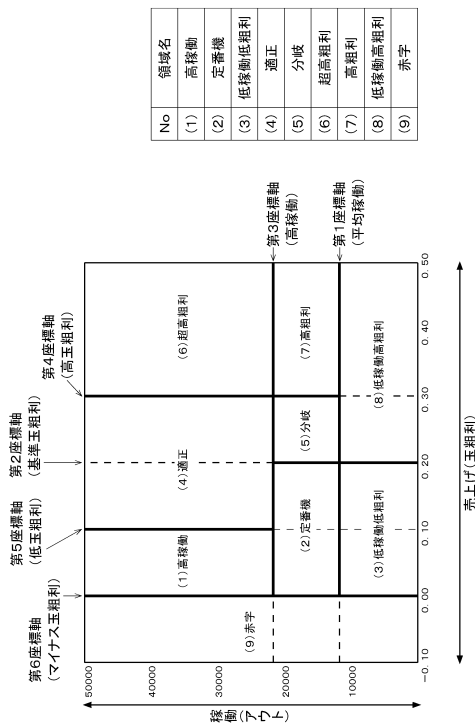 第6座標軸
(マイナス玉粗利)
第5座標軸
(低玉粗利)
第2座標軸
(基準玉粗利)
第4座標軸
(高玉粗利)
稼働(アウト)
50000
40000
30000
20000
10000
(1)高稼働
(4)適正
(6)超高粗利
(9)赤字
(2)定番機
(5)分岐
(7)高粗利
(3)低稼働低粗利
(8)低稼働高粗利
第3座標軸
(高稼働)
第1座標軸
(平均稼働)
-0.10
0.00
0.10
0.20
0.30
0.40
0.50
売上げ(玉粗利)
No 領域名
(1) 高稼働
(2) 定番機
(3) 低稼働低粗利
(4) 適正
(5) 分岐
(6) 超高粗利
(7) 高粗利
(8) 低稼働高粗利
(9) 赤字